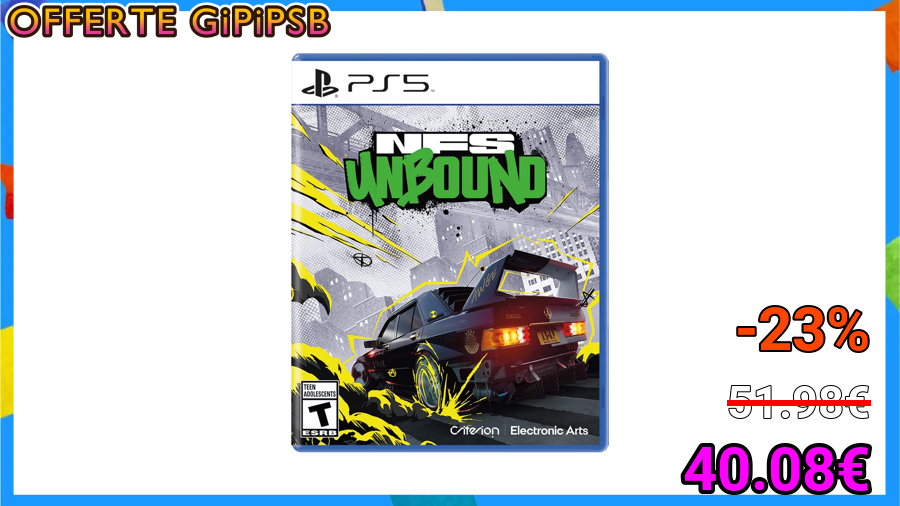 OFFERTE GiPiPSB
PS5
NFS
UNBOUND
TEEN
ADOLESCENTS
T
ESRB
Criterion Electronic Arts
-23%
51.98€
40.08€